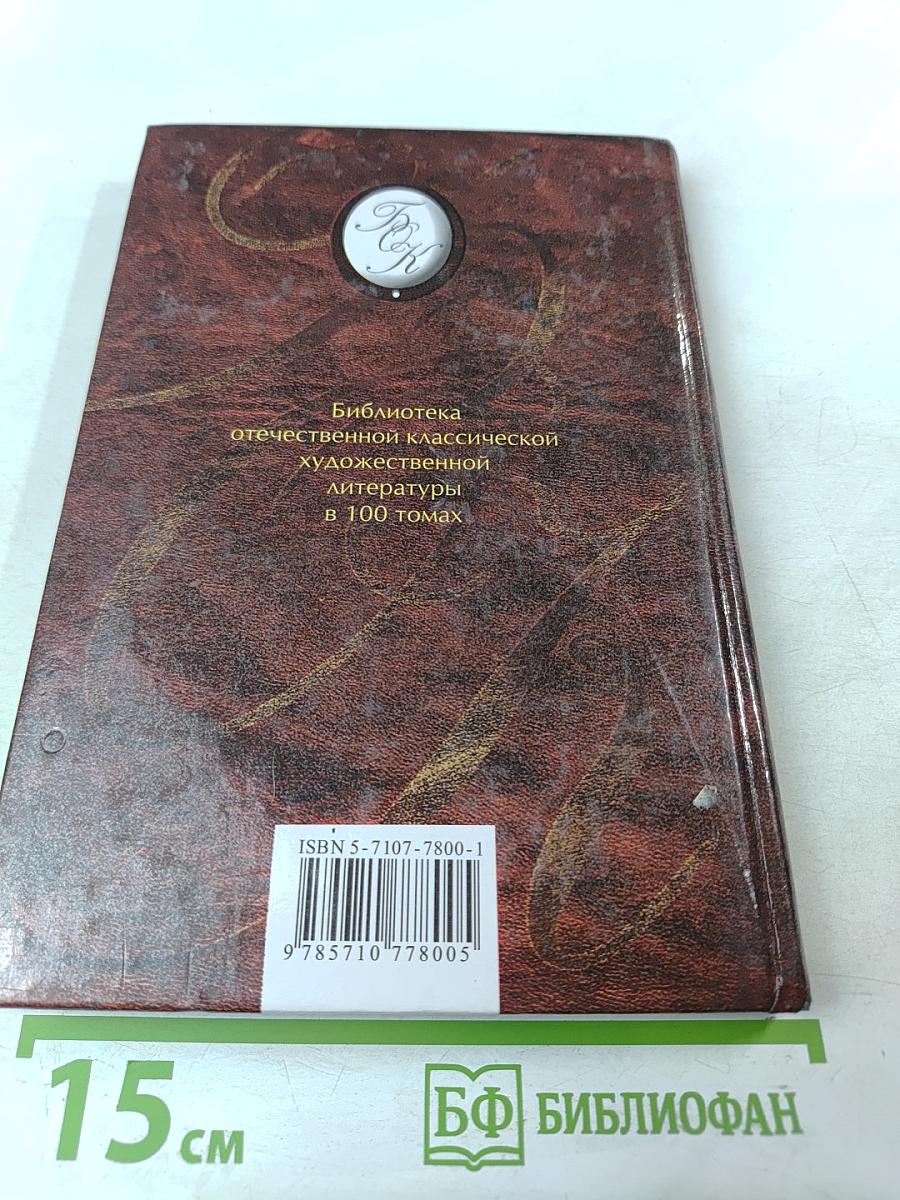 БСК
Библиотека
отечественной классической
художественной
литературы
в 100 томах
ISBN 5-7107-7800-1
9 785710 778005
15 см
БФ БИБЛИОФАН